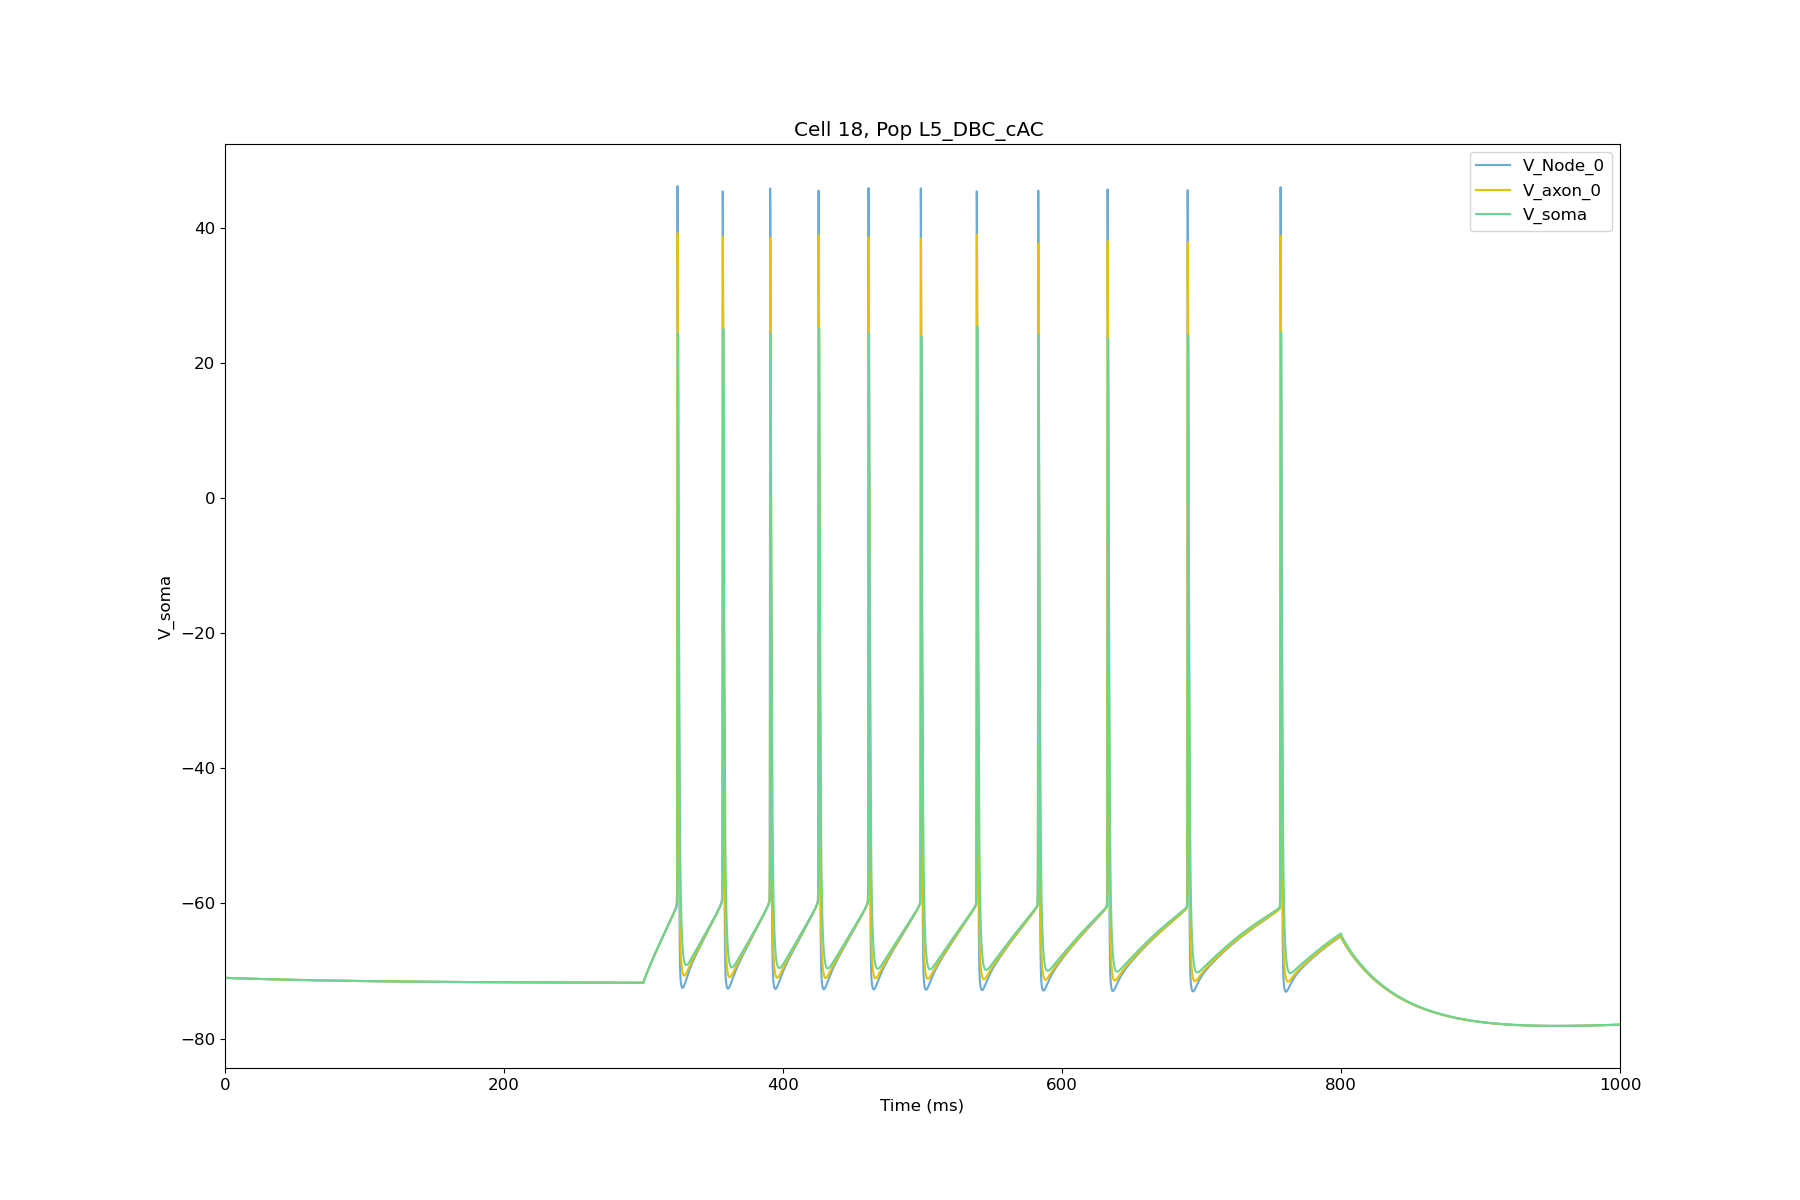 Cell 18, Pop L5_DBC_cAC
V_Node_0
V_axon_0
V_soma
40
20
0
−20
−40
−60
−80
V_soma
0 200 400 600 800 1000
Time (ms)